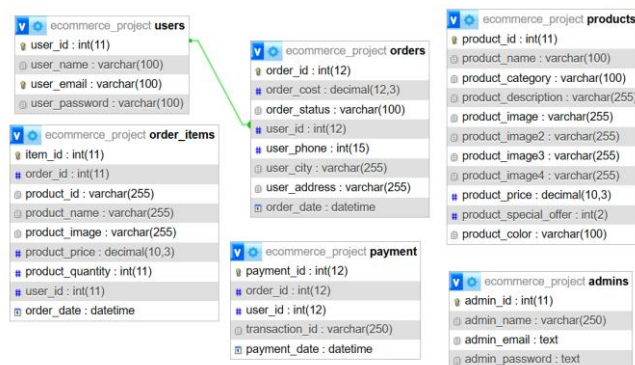 ecommerce_project users
user_id : int(11)
user_name : varchar(100)
user_email : varchar(100)
user_password : varchar(100)
ecommerce_project orders
order_id : int(12)
order_cost : decimal(12,3)
order_status : varchar(100)
user_id : int(12)
user_phone : int(15)
user_city : varchar(255)
user_address : varchar(255)
order_date : datetime
ecommerce_project products
product_id : int(11)
product_name : varchar(100)
product_category : varchar(100)
product_description : varchar(255)
product_image : varchar(255)
product_image2 : varchar(255)
product_image3 : varchar(255)
product_image4 : varchar(255)
product_price : decimal(10,3)
product_special_offer : int(2)
product_color : varchar(100)
ecommerce_project order_items
item_id : int(11)
order_id : int(11)
product_id : varchar(255)
product_name : varchar(255)
product_image : varchar(255)
product_price : decimal(10,3)
product_quantity : int(11)
user_id : int(11)
order_date : datetime
ecommerce_project payment
payment_id : int(12)
order_id : int(12)
user_id : int(12)
transaction_id : varchar(250)
payment_date : datetime
ecommerce_project admins
admin_id : int(11)
admin_name : varchar(250)
admin_email : text
admin_password : text